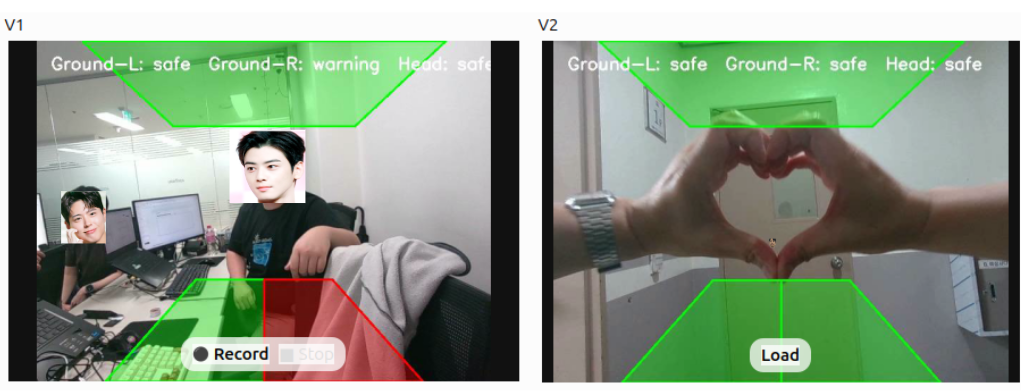 V1
V2
Ground-L: safe Ground-R: warning Head: safe
Ground-L: safe Ground-R: safe Head: safe
Record Stop
Load